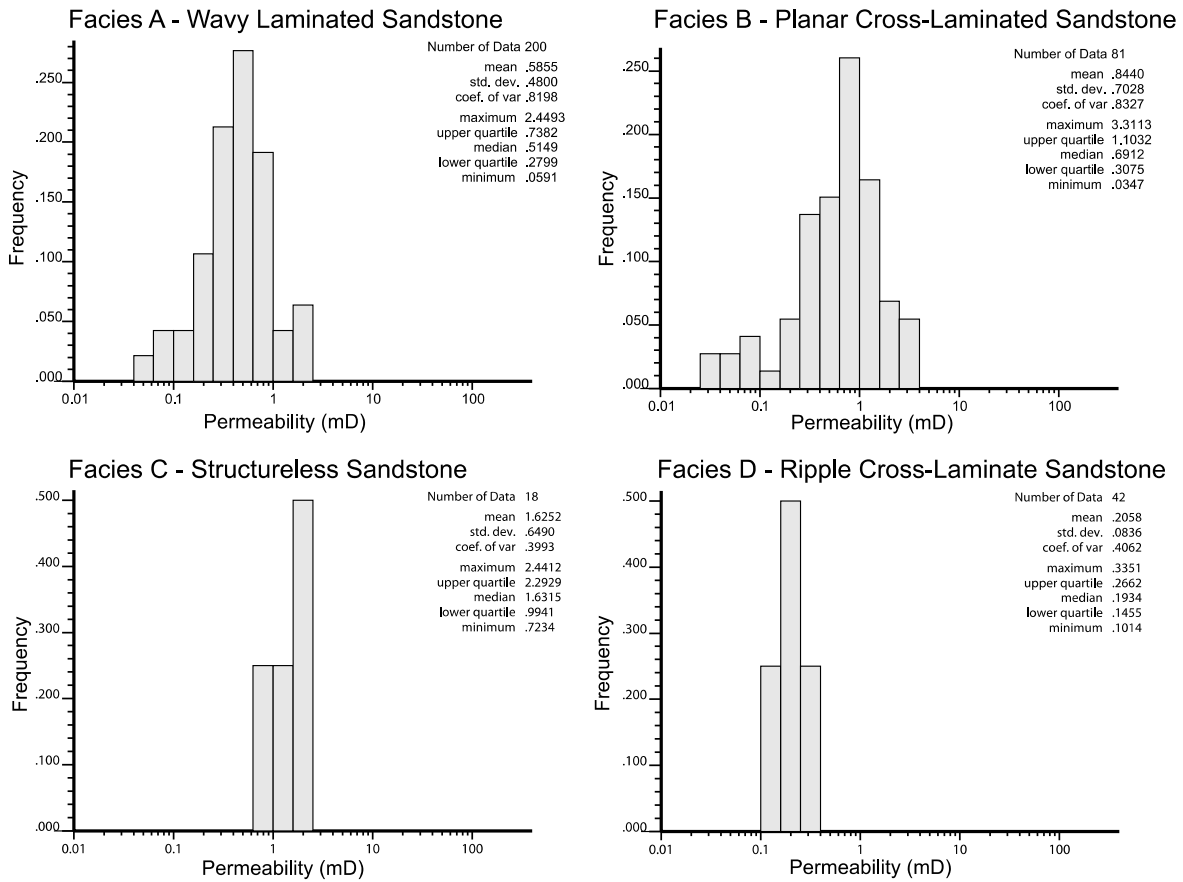 Facies A - Wavy Laminated Sandstone
Number of Data 200
mean .5855
std. dev. .4800
coef. of var .8198
maximum 2.4493
upper quartile .7382
median .5149
lower quartile .2799
minimum .0591
Frequency
.250
.200
.150
.100
.050
.000
0.01 0.1 1 10 100
Permeability (mD)
Facies B - Planar Cross-Laminated Sandstone
Number of Data 81
mean .8440
std. dev. .7028
coef. of var .8327
maximum 3.3113
upper quartile 1.1032
median .6912
lower quartile .3075
minimum .0347
Frequency
.250
.200
.150
.100
.050
.000
0.01 0.1 1 10 100
Permeability (mD)
Facies C - Structureless Sandstone
Number of Data 18
mean 1.6252
std. dev. .6490
coef. of var .3993
maximum 2.4412
upper quartile 2.2929
median 1.6315
lower quartile .9941
minimum .7234
Frequency
.500
.400
.300
.200
.100
.000
0.01 0.1 1 10 100
Permeability (mD)
Facies D - Ripple Cross-Laminate Sandstone
Number of Data 42
mean .2058
std. dev. .0836
coef. of var .4062
maximum .3351
upper quartile .2662
median .1934
lower quartile .1455
minimum .1014
Frequency
.500
.400
.300
.200
.100
.000
0.01 0.1 1 10 100
Permeability (mD)